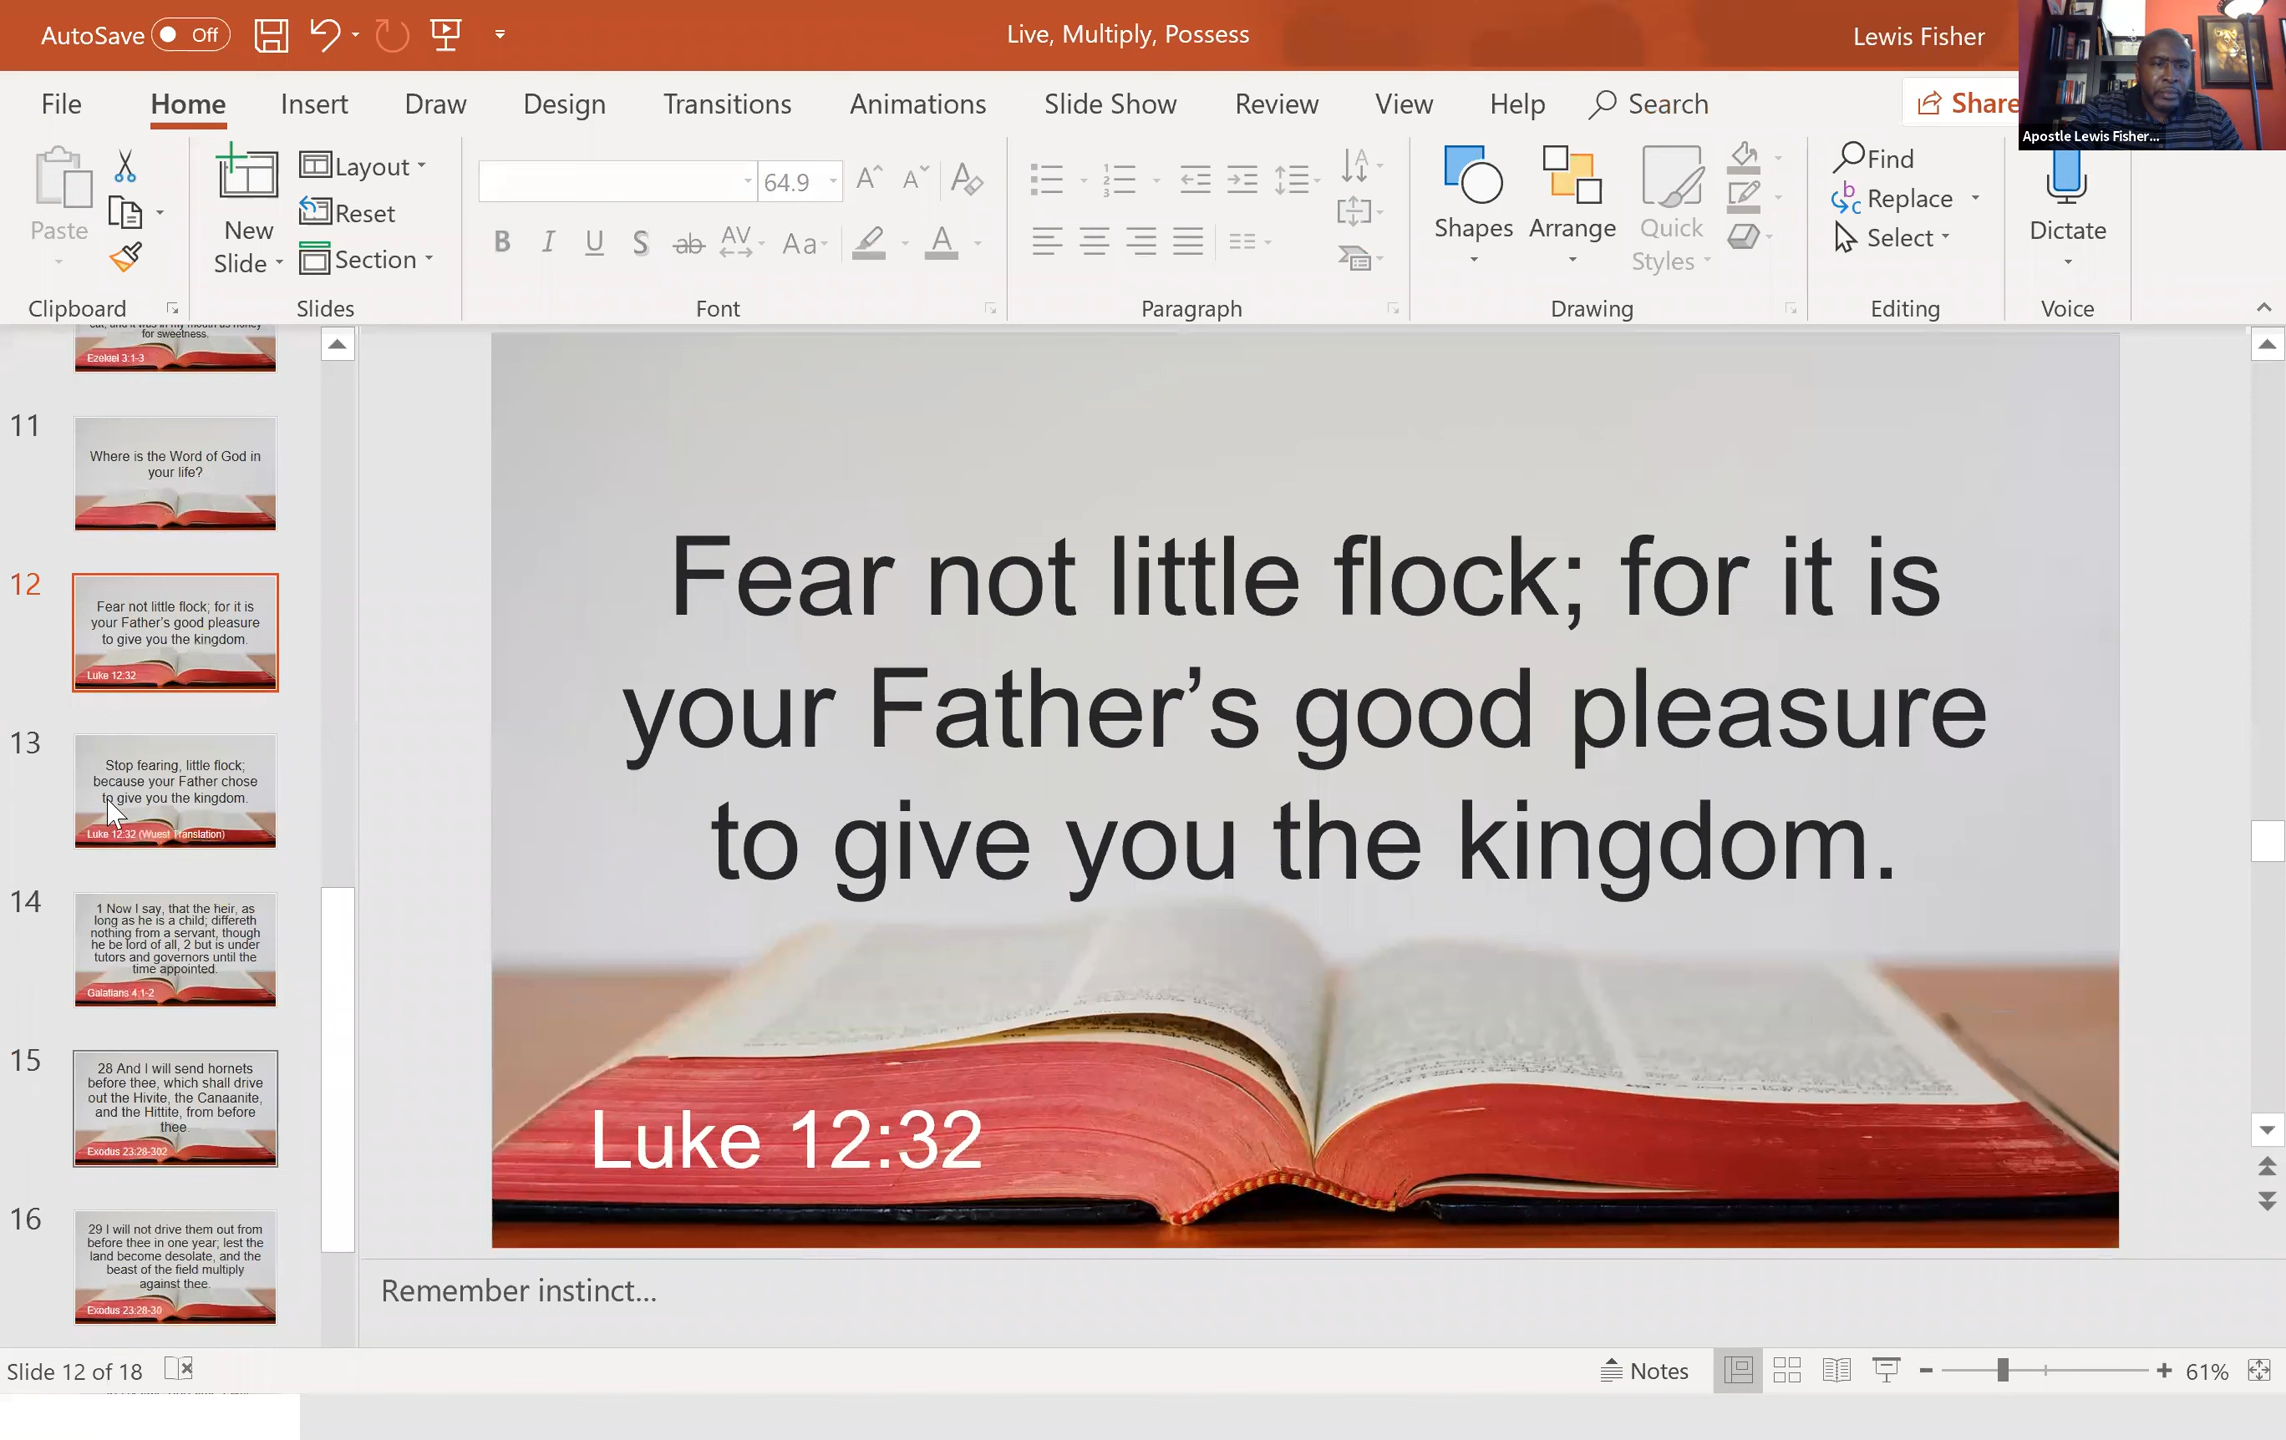 AutoSave Off
Live, Multiply, Possess
Lewis Fisher
File Home Insert Draw Design Transitions Animations Slide Show Review View Help Search Share
Apostle Lewis Fisher...
Paste
Clipboard
New
Slide
Layout
Reset
Section
Slides
64.9
Font
Paragraph
Shapes
Arrange
Quick
Styles
Drawing
Find
Replace
Select
Editing
Dictate
Voice
for sweetness.
Ezekiel 3:1-3
11
Where is the Word of God in
your life?
12
Fear not little flock; for it is
your Father's good pleasure
to give you the kingdom.
Luke 12:32
13
Stop fearing, little flock;
because your Father chose
to give you the kingdom.
Luke 12:32 (Wuest Translation)
14
1 Now I say, that the heir, as
long as he is a child; differeth
nothing from a servant, though
he be lord of all, 2 but is under
tutors and governors until the
time appointed.
Galatians 4:1-2
15
28 And I will send hornets
before thee, which shall drive
out the Hivite, the Canaanite,
and the Hittite, from before
thee.
Exodus 23:28-302
16
29 I will not drive them out from
before thee in one year; lest the
land become desolate, and the
beast of the field multiply
against thee.
Exodus 23:28-30
Fear not little flock; for it is
your Father’s good pleasure
to give you the kingdom.
Luke 12:32
Remember instinct...
Slide 12 of 18
Notes
61%